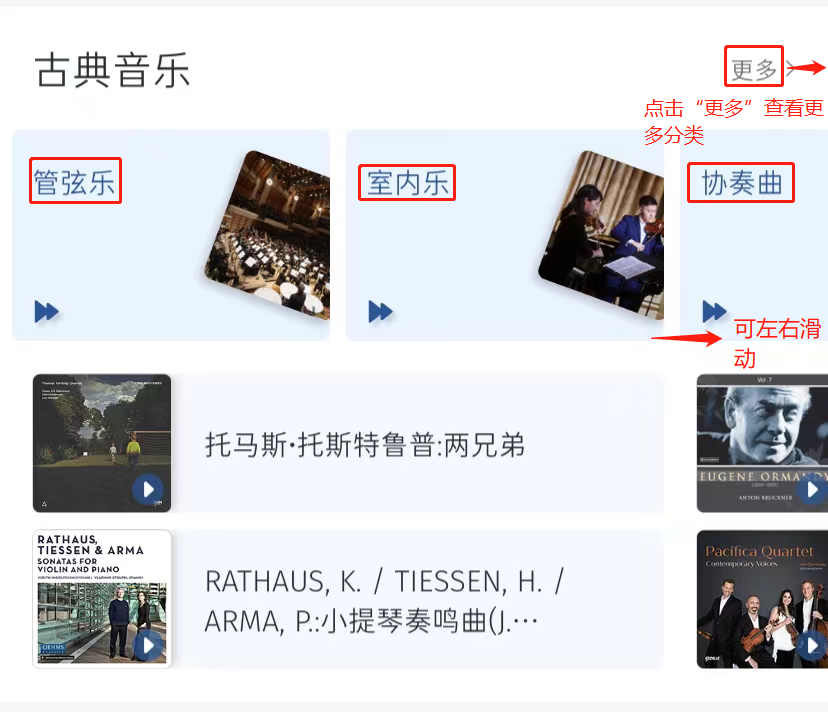 古典音乐
更多
点击“更多”查看更
多分类
管弦乐
室内乐
协奏曲
可左右滑
动
托马斯·托斯特鲁普:两兄弟
Vol. 7
EUGENE ORMANDY
ANTON BRUCKNER
RATHAUS,
TIESSEN & ARMA
SONATAS FOR
VIOLIN AND PIANO
OEHMS
CLASSICS
RATHAUS, K. / TIESSEN, H. /
ARMA, P.:小提琴奏鸣曲(J.…
Pacifica Quartet
Contemporary Voices